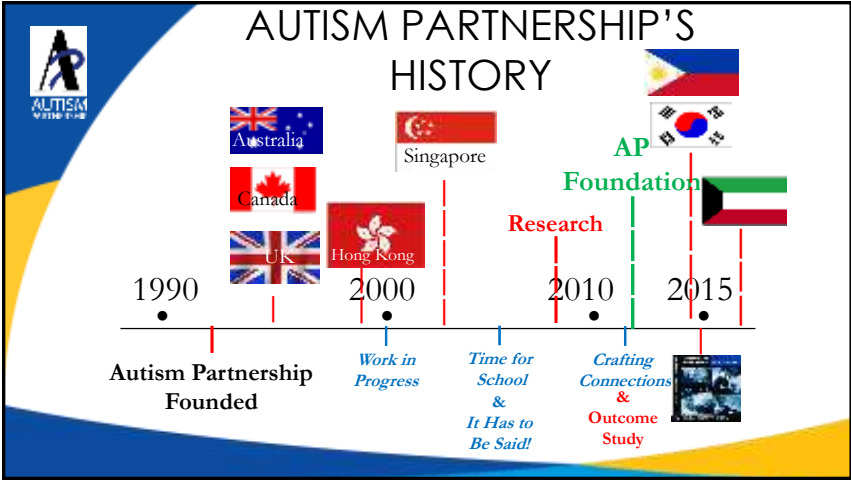 AUTISM PARTNERSHIP'S
HISTORY
AUTISM
PARTNERSHIP
Australia
Canada
UK
Hong Kong
Singapore
AP
Foundation
Research
1990
2000
2010
2015
Autism Partnership
Founded
Work in
Progress
Time for
School
&
It Has to
Be Said!
Crafting
Connections
&
Outcome
Study